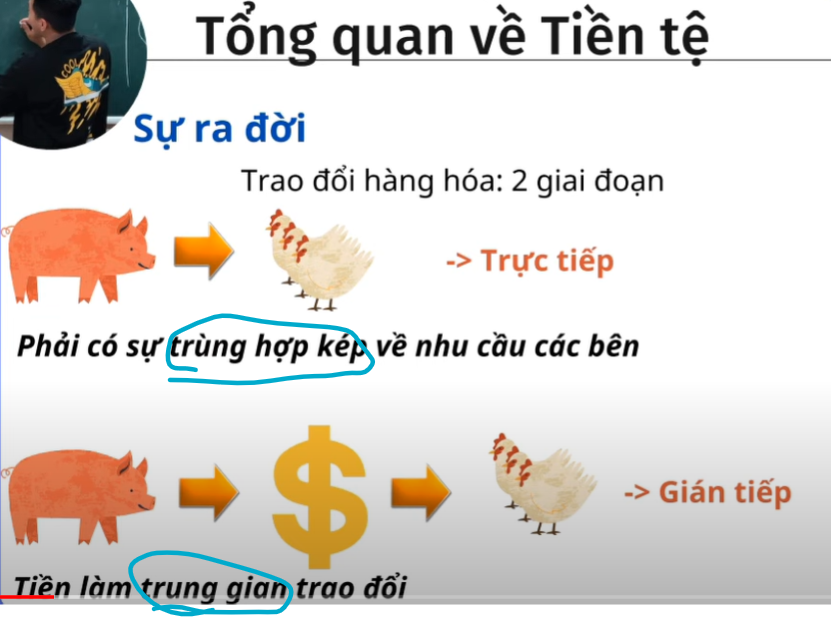 Tổng quan về Tiền tệ
COOL
Sự ra đời
Trao đổi hàng hóa: 2 giai đoạn
-> Trực tiếp
Phải có sự trùng hợp kép về nhu cầu các bên
$
-> Gián tiếp
Tiền làm trung gian trao đổi